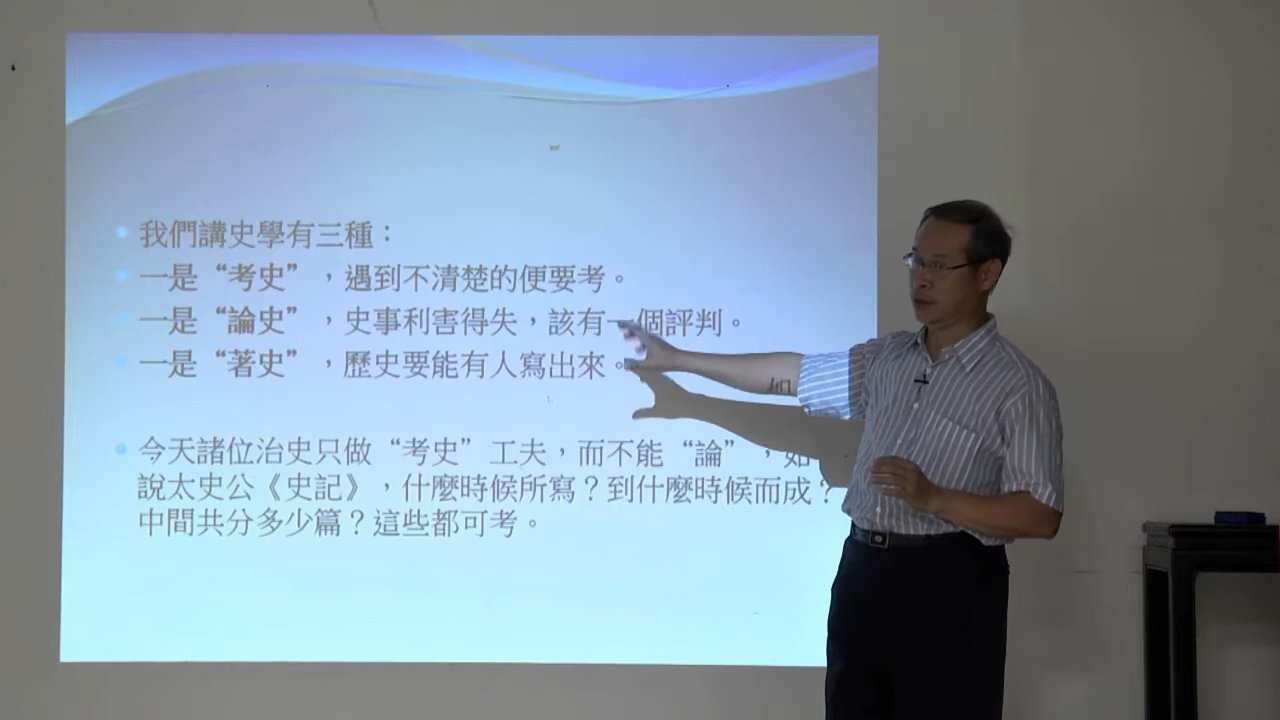 我們講史學有三種：
一是“考史”，遇到不清楚的便要考。
一是“論史”，史事利害得失，該有一個評判。
一是“著史”，歷史要能有人寫出來。
今天諸位治史只做“考史”工夫，而不能“論”，如
說太史公《史記》，什麼時候所寫？到什麼時候而成？
中間共分多少篇？這些都可考。